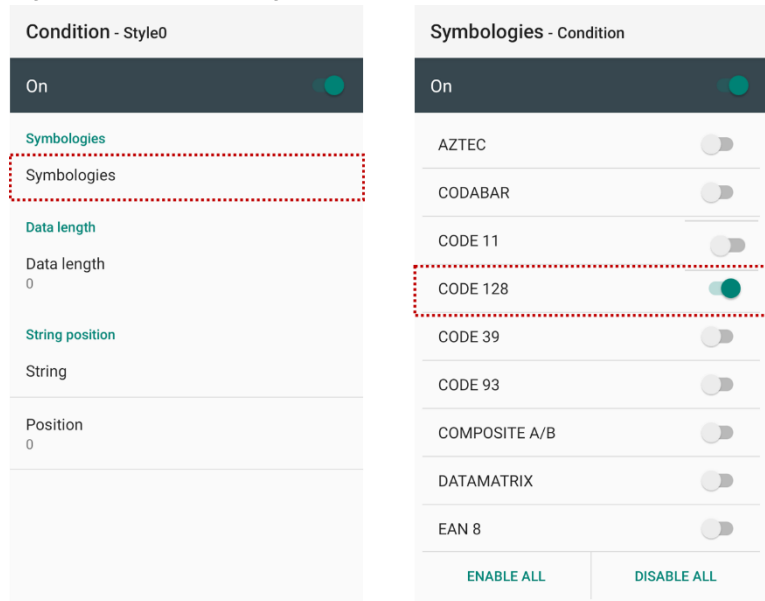 Condition - Style0
On
Symbologies
Symbologies
Data length
Data length
0
String position
String
Position
0
Symbologies - Condition
On
AZTEC
CODABAR
CODE 11
CODE 128
CODE 39
CODE 93
COMPOSITE A/B
DATAMATRIX
EAN 8
ENABLE ALL DISABLE ALL